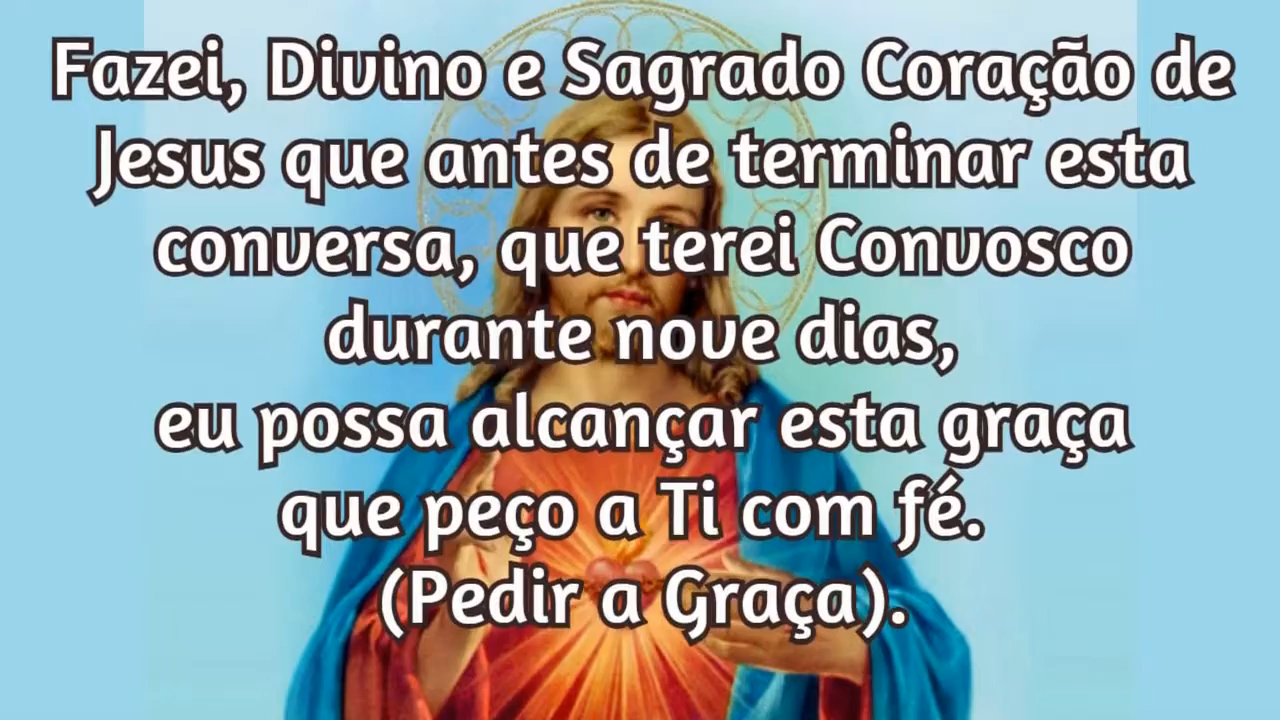 Fazei, Divino e Sagrado Coração de
Jesus que antes de terminar esta
conversa, que terei Convosco
durante nove dias,
eu possa alcançar esta graça
que peço a Ti com fé.
(Pedir a Graça).